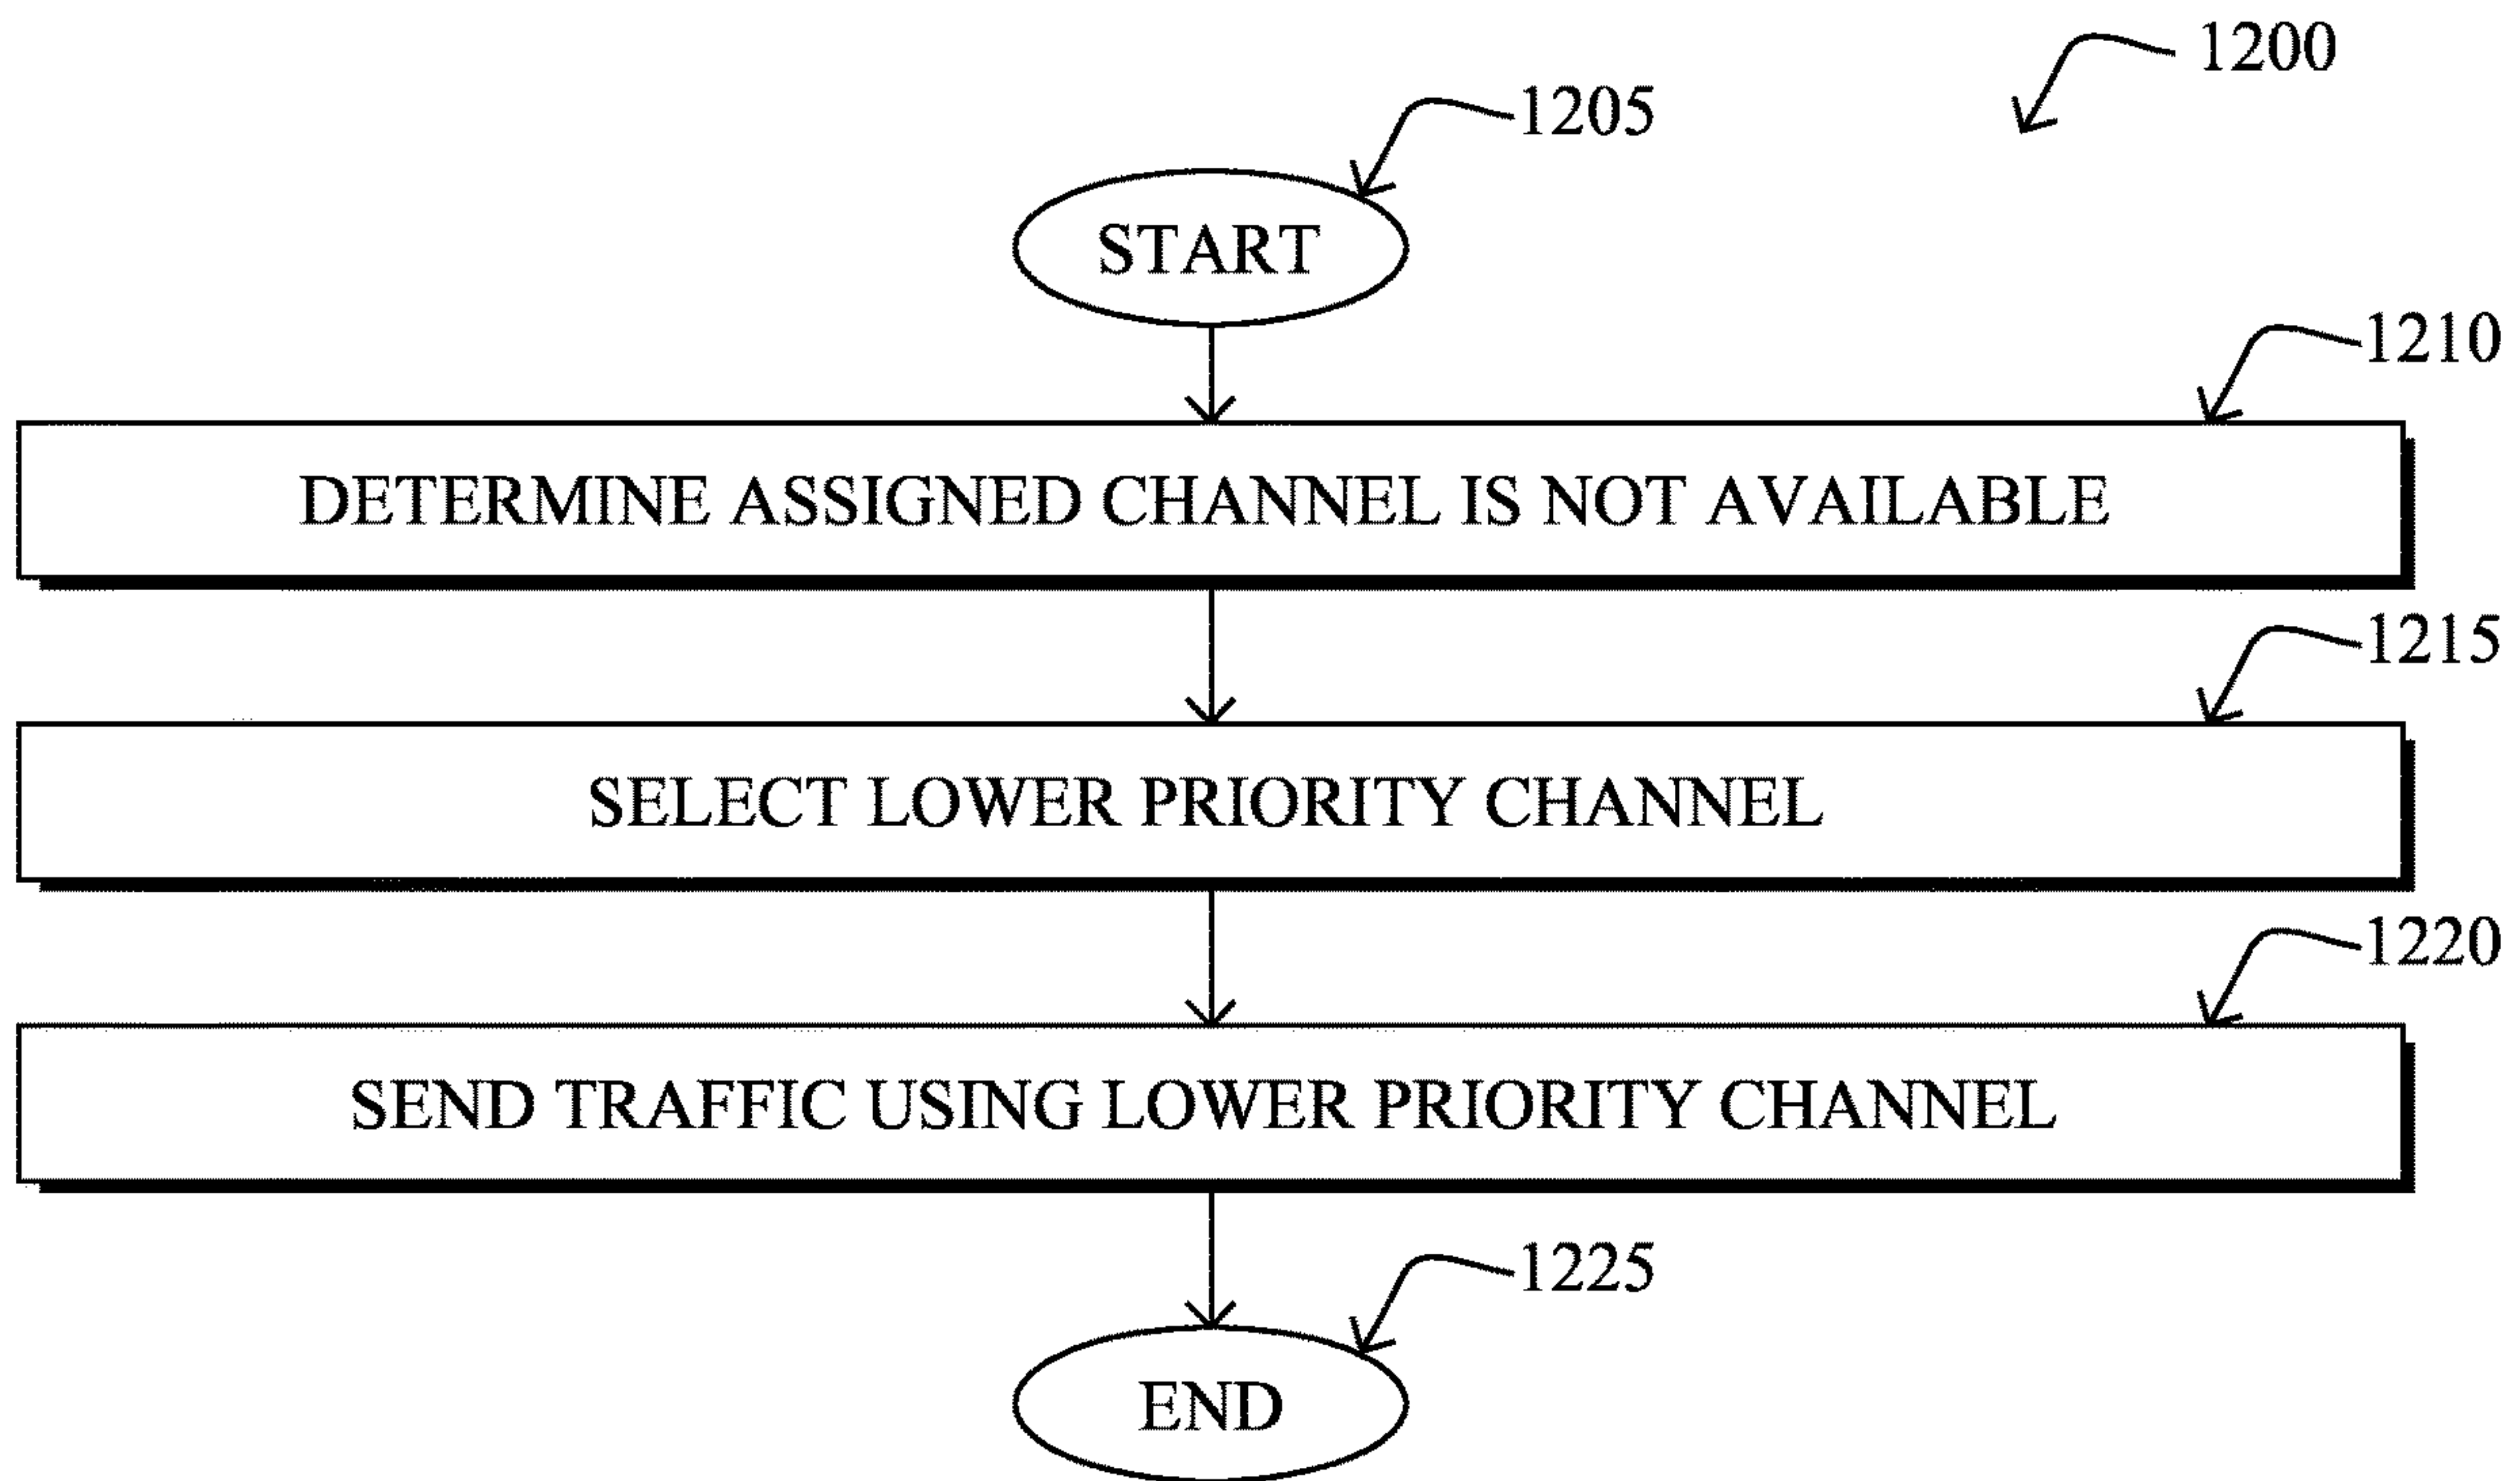 1200
1205
START
1210
DETERMINE ASSIGNED CHANNEL IS NOT AVAILABLE
1215
SELECT LOWER PRIORITY CHANNEL
1220
SEND TRAFFIC USING LOWER PRIORITY CHANNEL
1225
END